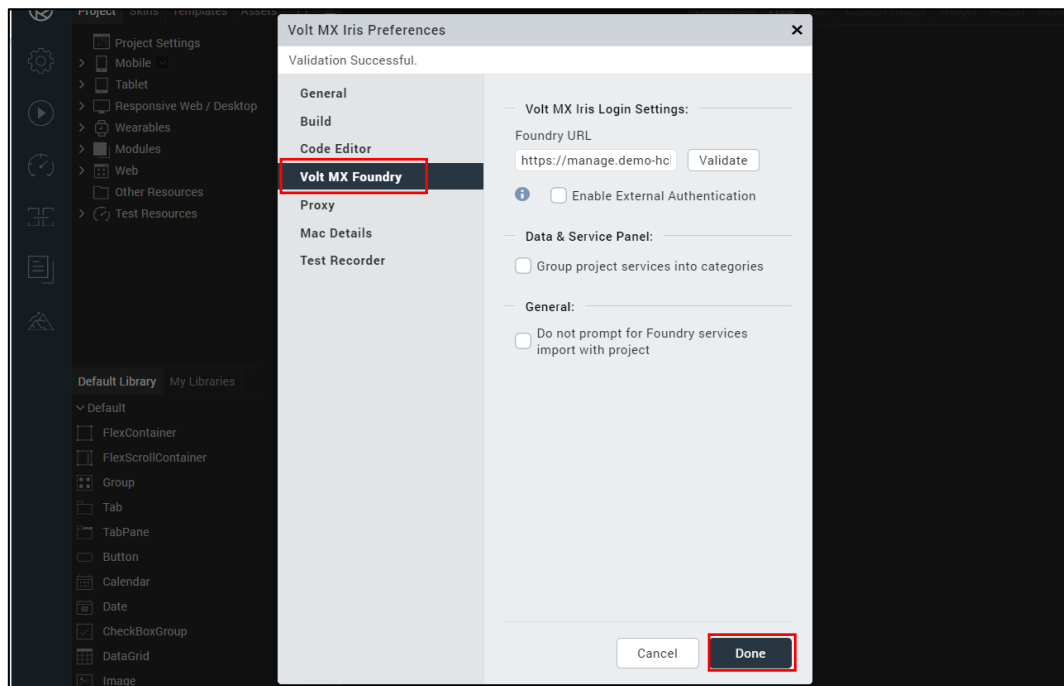 Project Skins Templates Assets
Project Settings
Mobile
Tablet
Responsive Web / Desktop
Wearables
Modules
Web
Other Resources
Test Resources
Default Library My Libraries
Default
FlexContainer
FlexScrollContainer
Group
Tab
TabPane
Button
Calendar
Date
CheckBoxGroup
DataGrid
Image
Volt MX Iris Preferences
Validation Successful.
General
Build
Code Editor
Volt MX Foundry
Proxy
Mac Details
Test Recorder
Volt MX Iris Login Settings:
Foundry URL
https://manage.demo-hcl Validate
Enable External Authentication
Data & Service Panel:
Group project services into categories
General:
Do not prompt for Foundry services
import with project
Cancel Done